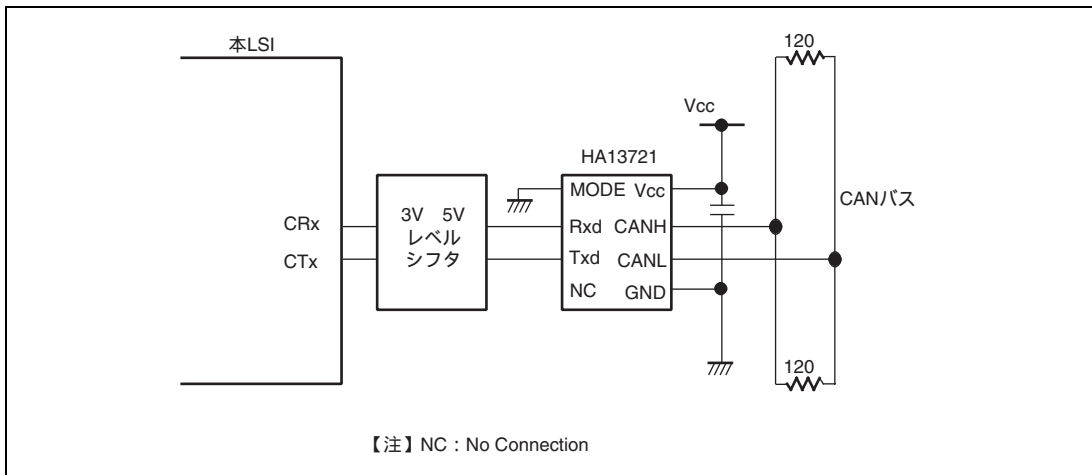 本LSI
120
Vcc
HA13721
MODE Vcc
CANバス
CRx
3V 5V
レベル
シフタ
Rxd CANH
CTx
Txd CANL
NC GND
120
【注】NC : No Connection